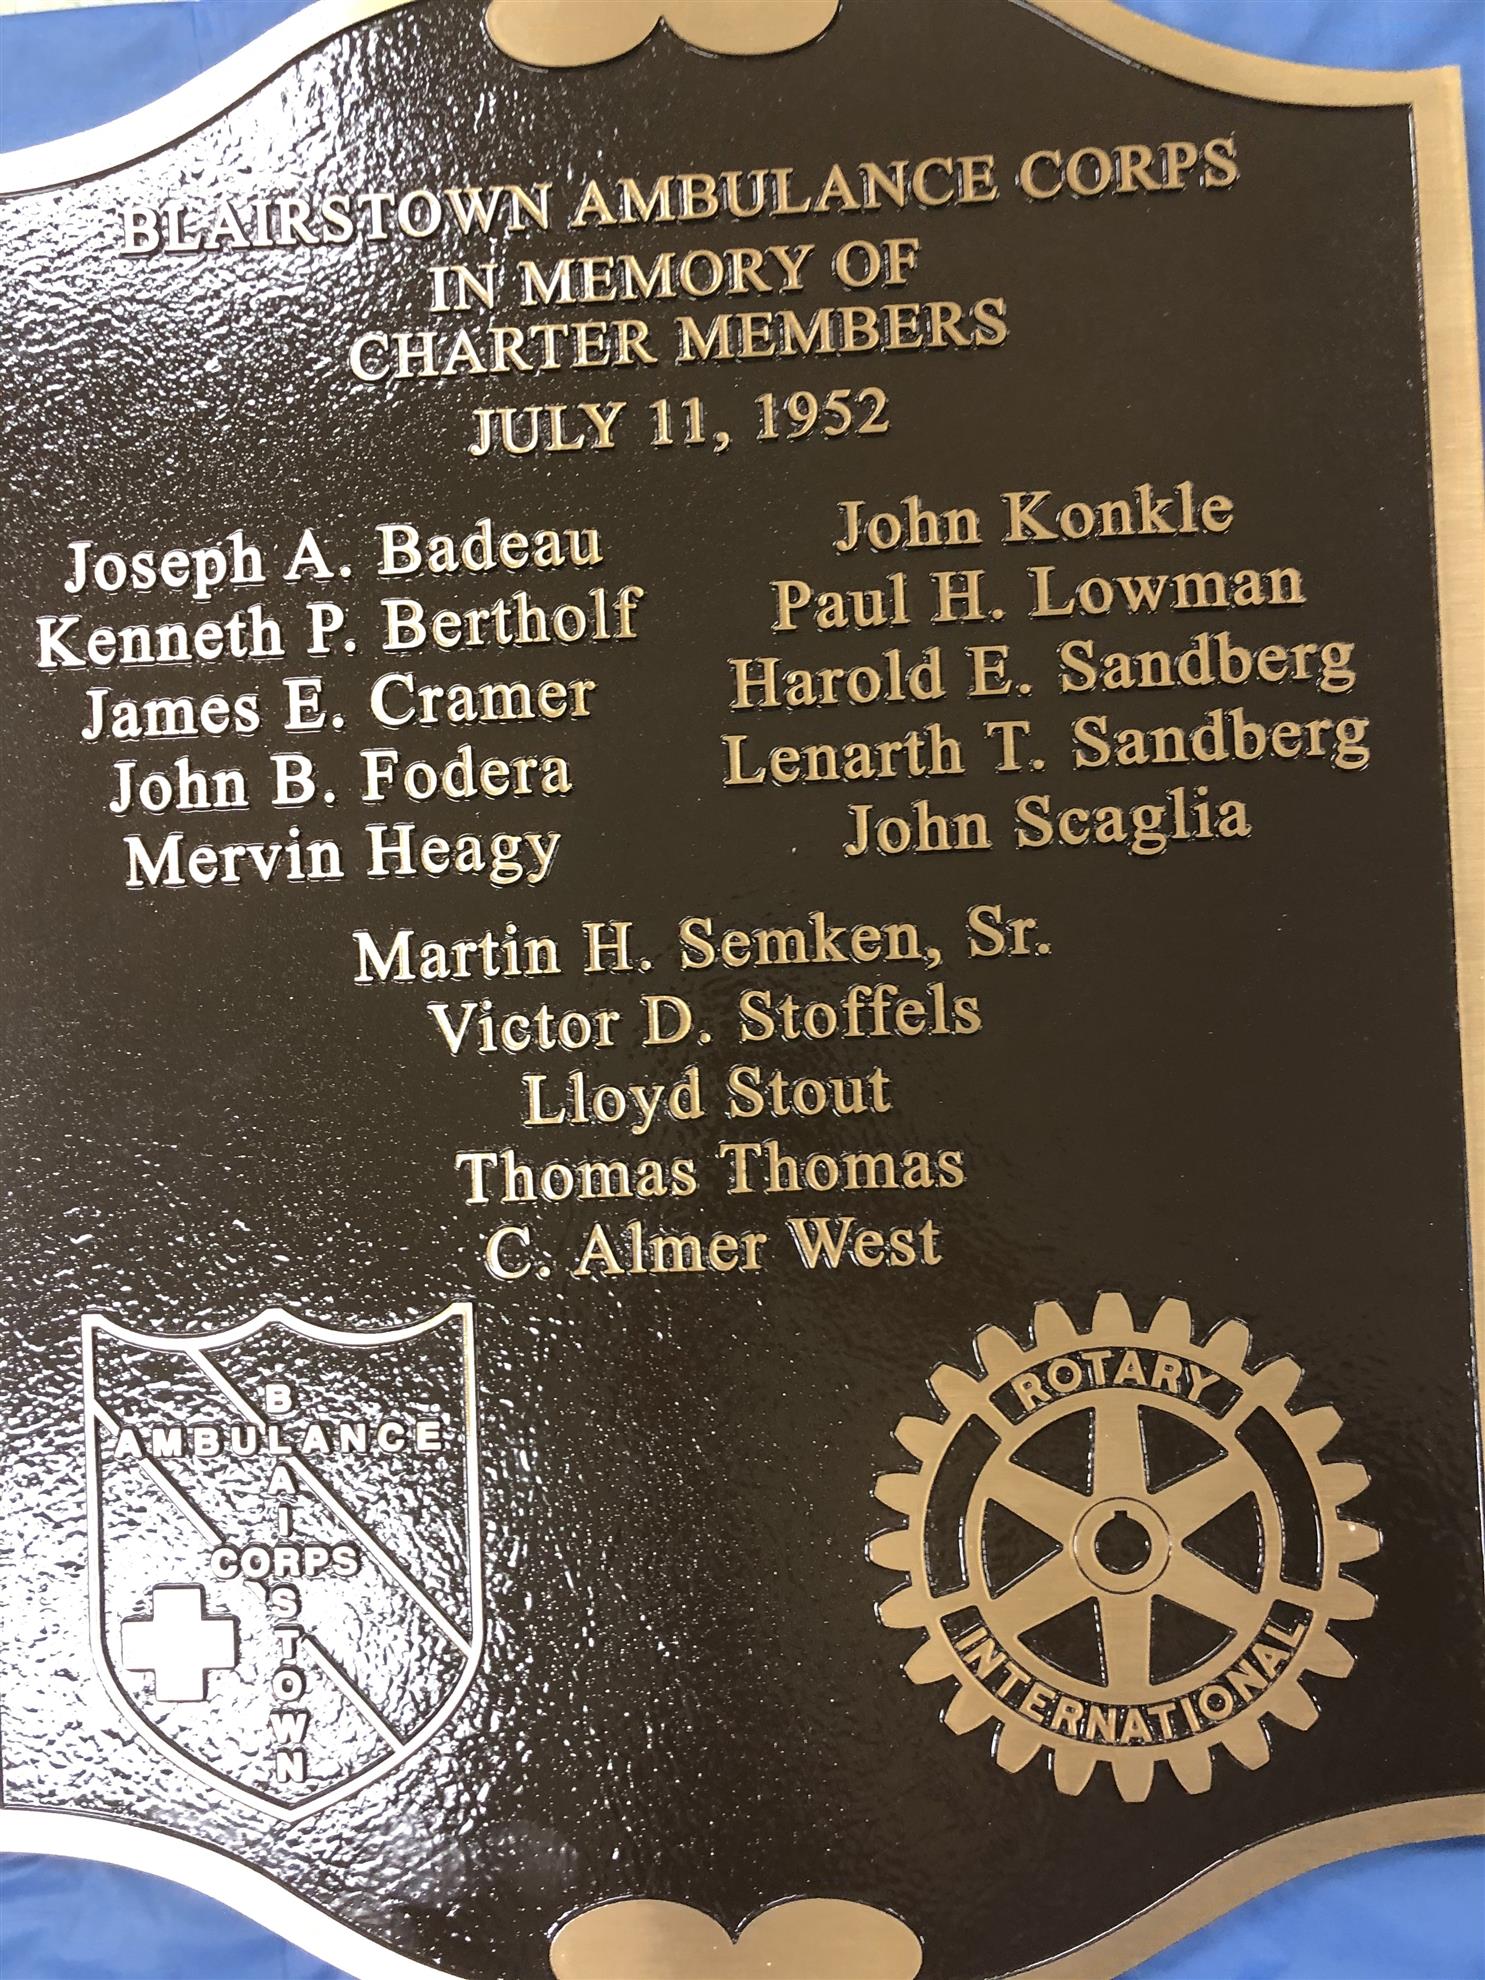 BLAIRSTOWN AMBULANCE CORPS
IN MEMORY OF
CHARTER MEMBERS
JULY 11, 1952
Joseph A. Badeau
Kenneth P. Bertholf
James E. Cramer
John B. Fodera
Mervin Heagy
John Konkle
Paul H. Lowman
Harold E. Sandberg
Lenarth T. Sandberg
John Scaglia
Martin H. Semken, Sr.
Victor D. Stoffels
Lloyd Stout
Thomas Thomas
C. Almer West
BLAIRSTOWN
AMBULANCE
CORPS
ROTARY
INTERNATIONAL